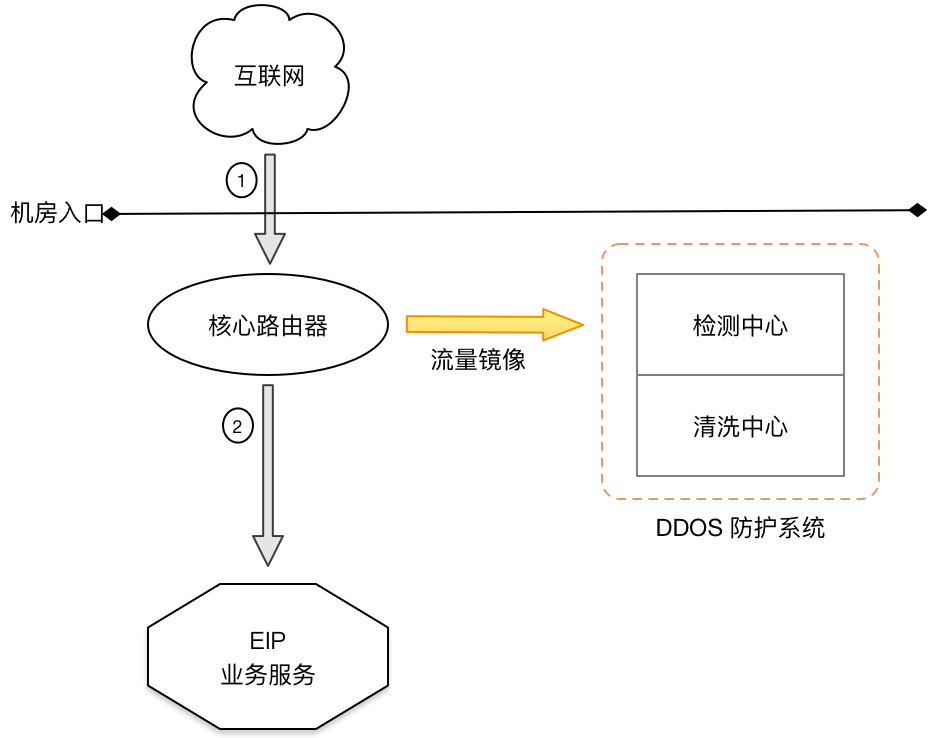 互联网
1
机房入口
核心路由器
流量镜像
检测中心
清洗中心
2
DDOS 防护系统
EIP
业务服务